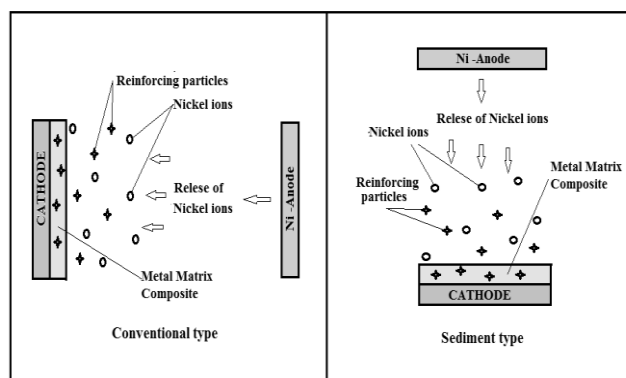 Reinforcing particles
Nickel ions
CATHODE
Relese of
Nickel ions
Ni-Anode
Metal Matrix
Composite
Conventional type
Ni -Anode
Relese of Nickel ions
Nickel ions
Metal Matrix
Composite
Reinforcing
particles
CATHODE
Sediment type